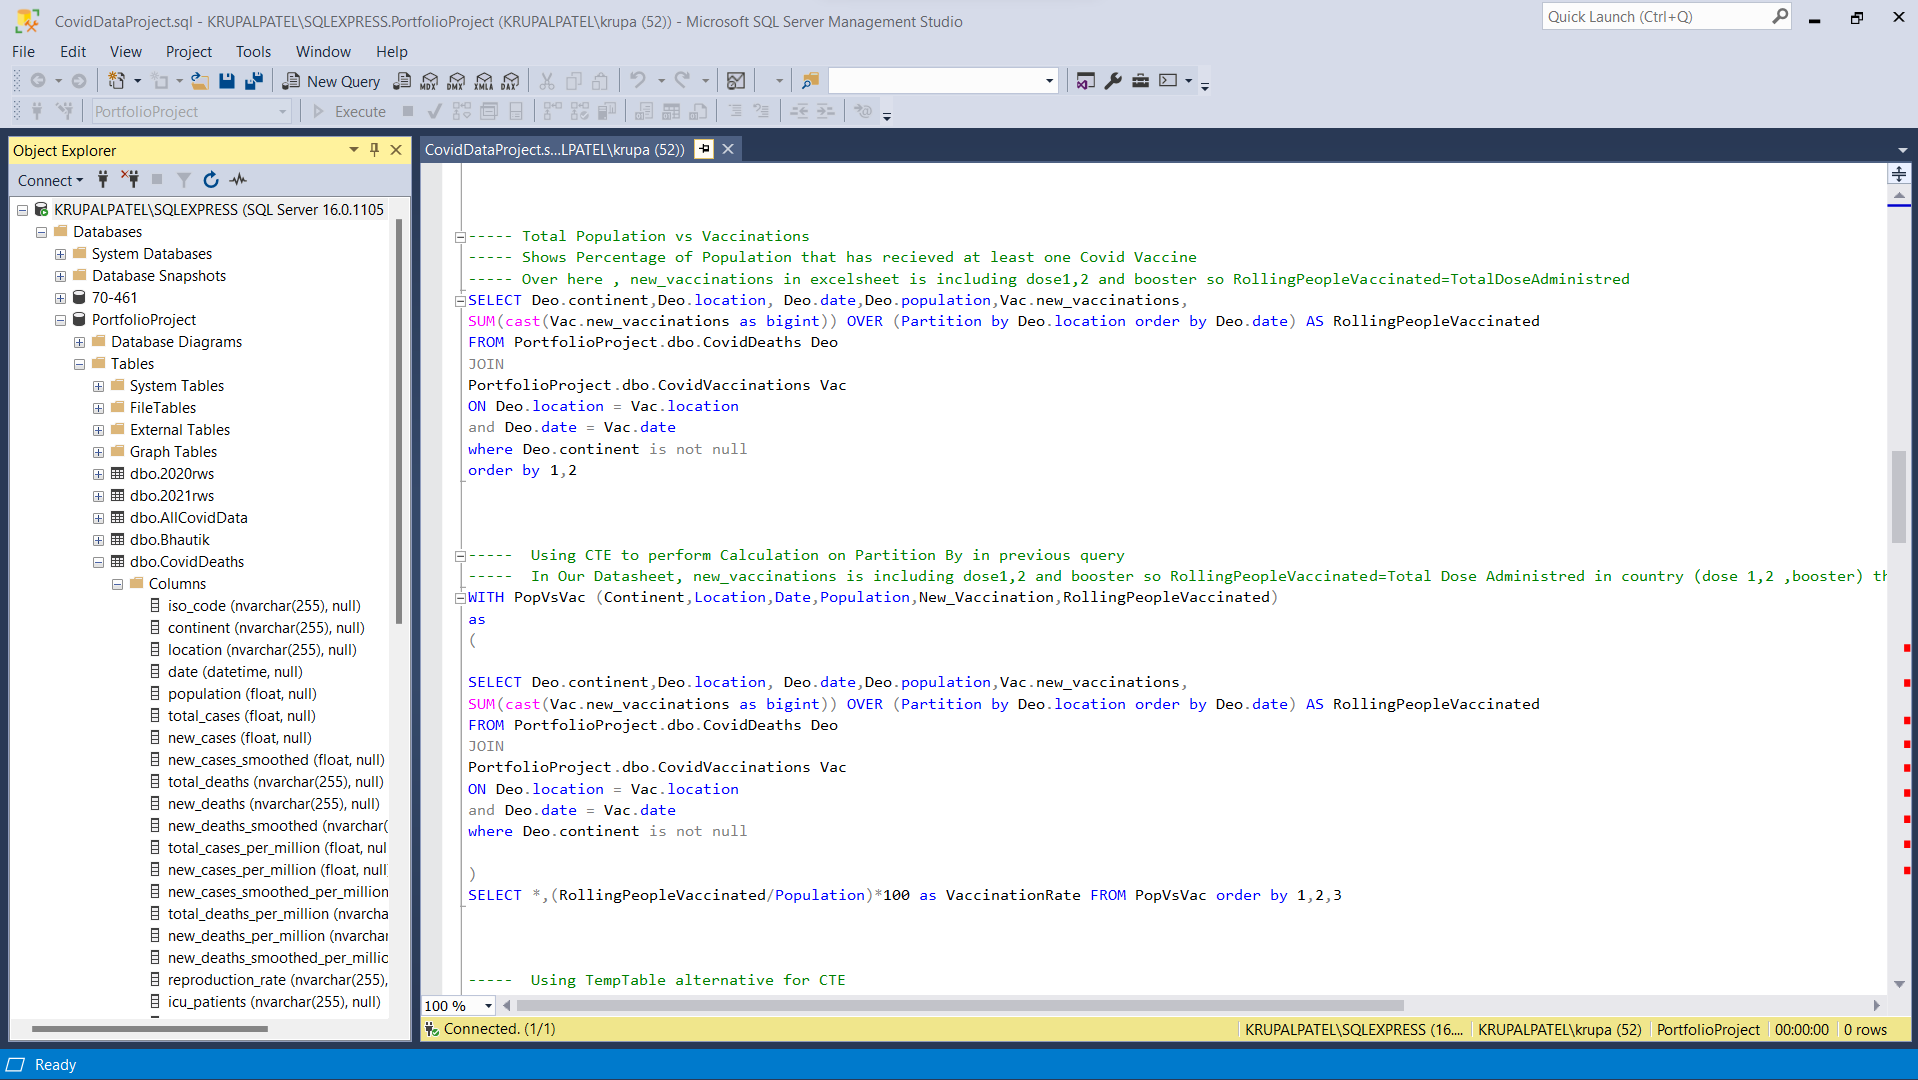 CovidDataProject.sql - KRUPALPATEL\SQLEXPRESS.PortfolioProject (KRUPALPATEL\krupa (52)) - Microsoft SQL Server Management Studio
Quick Launch (Ctrl+Q)
File Edit View Project Tools Window Help
New Query MDX DMX XMLA DAX
PortfolioProject Execute
Object Explorer
Connect
KRUPALPATEL\SQLEXPRESS (SQL Server 16.0.1105
Databases
System Databases
Database Snapshots
70-461
PortfolioProject
Database Diagrams
Tables
System Tables
FileTables
External Tables
Graph Tables
dbo.2020rws
dbo.2021rws
dbo.AllCovidData
dbo.Bhautik
dbo.CovidDeaths
Columns
iso_code (nvarchar(255), null)
continent (nvarchar(255), null)
location (nvarchar(255), null)
date (datetime, null)
population (float, null)
total_cases (float, null)
new_cases (float, null)
new_cases_smoothed (float, null)
total_deaths (nvarchar(255), null)
new_deaths (nvarchar(255), null)
new_deaths_smoothed (nvarchar(
total_cases_per_million (float, nul
new_cases_per_million (float, null
new_cases_smoothed_per_million
total_deaths_per_million (nvarcha
new_deaths_per_million (nvarchar
new_deaths_smoothed_per_millic
reproduction_rate (nvarchar(255),
icu_patients (nvarchar(255), null)
CovidDataProject.s...LPATEL\krupa (52))
----- Total Population vs Vaccinations
----- Shows Percentage of Population that has recieved at least one Covid Vaccine
----- Over here , new_vaccinations in excelsheet is including dose1,2 and booster so RollingPeopleVaccinated=TotalDoseAdministred
SELECT Deo.continent,Deo.location, Deo.date,Deo.population,Vac.new_vaccinations,
SUM(cast(Vac.new_vaccinations as bigint)) OVER (Partition by Deo.location order by Deo.date) AS RollingPeopleVaccinated
FROM PortfolioProject.dbo.CovidDeaths Deo
JOIN
PortfolioProject.dbo.CovidVaccinations Vac
ON Deo.location = Vac.location
and Deo.date = Vac.date
where Deo.continent is not null
order by 1,2
----- Using CTE to perform Calculation on Partition By in previous query
----- In Our Datasheet, new_vaccinations is including dose1,2 and booster so RollingPeopleVaccinated=Total Dose Administred in country (dose 1,2 ,booster) th
WITH PopVsVac (Continent,Location,Date,Population,New_Vaccination,RollingPeopleVaccinated)
as
(
SELECT Deo.continent,Deo.location, Deo.date,Deo.population,Vac.new_vaccinations,
SUM(cast(Vac.new_vaccinations as bigint)) OVER (Partition by Deo.location order by Deo.date) AS RollingPeopleVaccinated
FROM PortfolioProject.dbo.CovidDeaths Deo
JOIN
PortfolioProject.dbo.CovidVaccinations Vac
ON Deo.location = Vac.location
and Deo.date = Vac.date
where Deo.continent is not null
)
SELECT *,(RollingPeopleVaccinated/Population)*100 as VaccinationRate FROM PopVsVac order by 1,2,3
----- Using TempTable alternative for CTE
100 %
Connected. (1/1) KRUPALPATEL\SQLEXPRESS (16.... KRUPALPATEL\krupa (52) PortfolioProject 00:00:00 0 rows
Ready